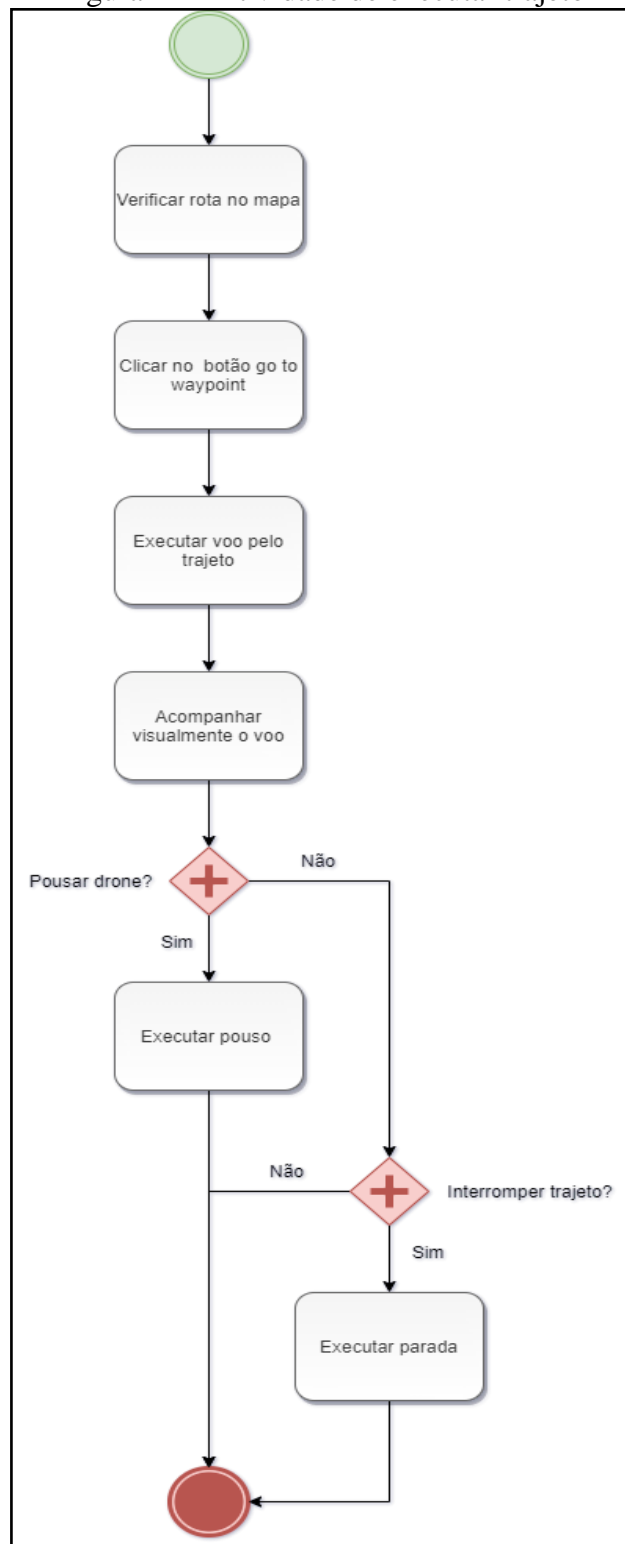 Verificar rota no mapa
Clicar no botão go to
waypoint
Executar voo pelo
trajeto
Acompanhar
visualmente o voo
Pousar drone?
Não
Sim
Executar pouso
Não
Interromper trajeto?
Sim
Executar parada